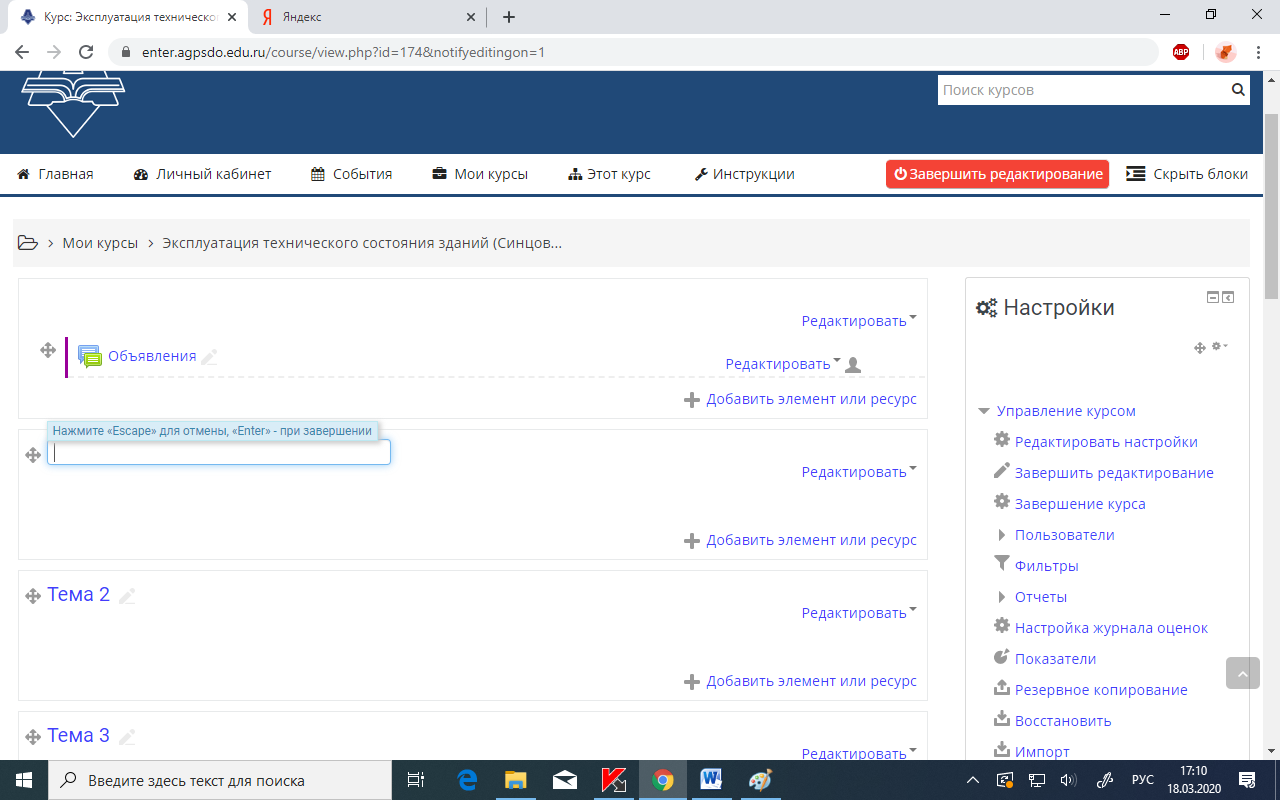 Курс: Эксплуатация техническог
Яндекс
enter.agpsdo.edu.ru/course/view.php?id=174&notifyeditingon=1
ABP
Поиск курсов
Главная
Личный кабинет
События
Мои курсы
Этот курс
Инструкции
Завершить редактирование
Скрыть блоки
Мои курсы
Эксплуатация технического состояния зданий (Синцов...
Редактировать
Объявления
Редактировать
Добавить элемент или ресурс
Нажмите «Escape» для отмены, «Enter» - при завершении
Редактировать
Добавить элемент или ресурс
Тема 2
Редактировать
Добавить элемент или ресурс
Тема 3
Редактировать
Настройки
Управление курсом
Редактировать настройки
Завершить редактирование
Завершение курса
Пользователи
Фильтры
Отчеты
Настройка журнала оценок
Показатели
Резервное копирование
Восстановить
Импорт
Введите здесь текст для поиска
РУС
17:10
18.03.2020